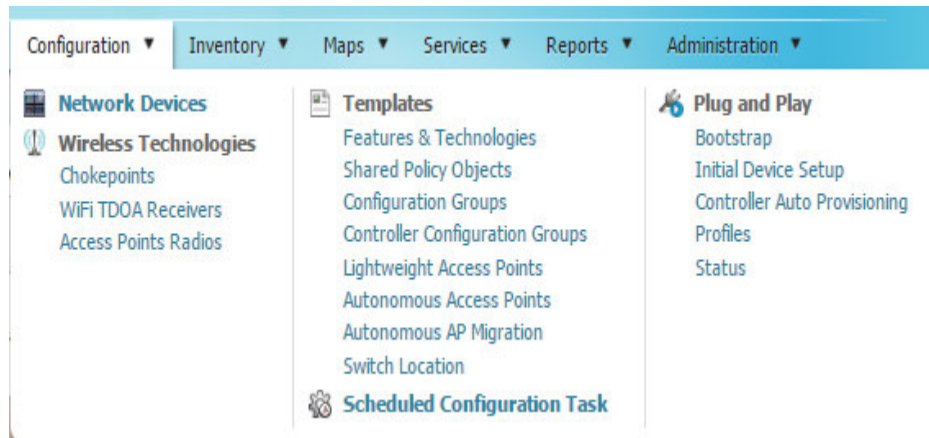 Configuration ▼ Inventory ▼ Maps ▼ Services ▼ Reports ▼ Administration ▼
Network Devices
Wireless Technologies
Chokepoints
WiFi TDOA Receivers
Access Points Radios
Templates
Features & Technologies
Shared Policy Objects
Configuration Groups
Controller Configuration Groups
Lightweight Access Points
Autonomous Access Points
Autonomous AP Migration
Switch Location
Scheduled Configuration Task
Plug and Play
Bootstrap
Initial Device Setup
Controller Auto Provisioning
Profiles
Status